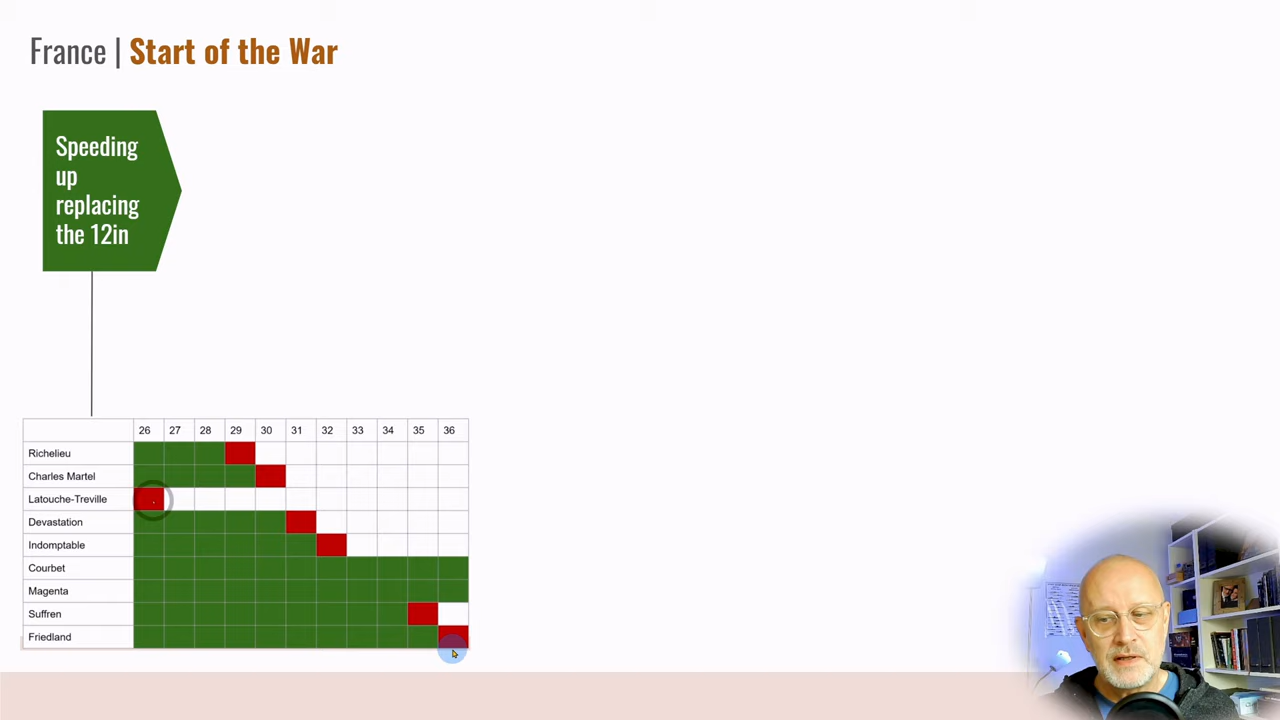 France | Start of the War
Speeding
up
replacing
the 12in
26 27 28 29 30 31 32 33 34 35 36
Richelieu
Charles Martel
Latouche-Treville
Devastation
Indomptable
Courbet
Magenta
Suffren
Friedland